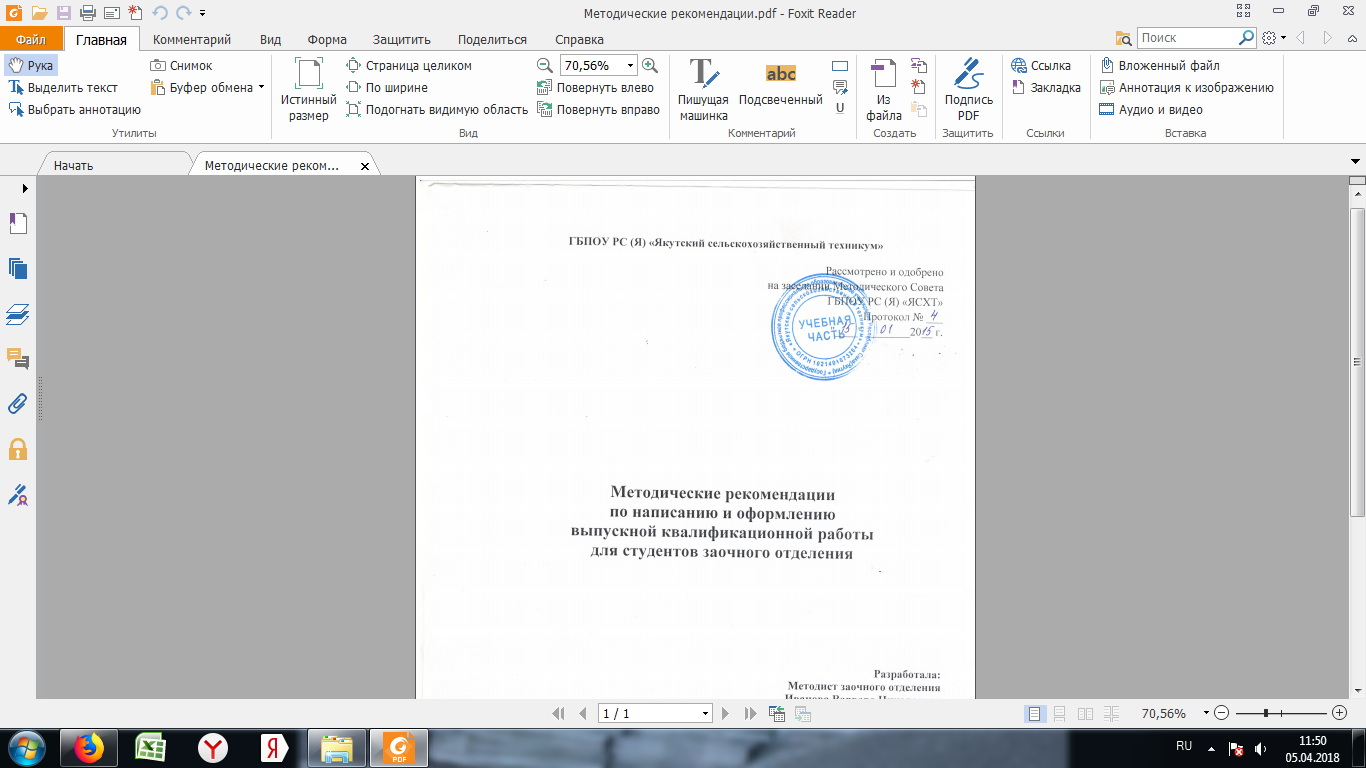 Методические рекомендации.pdf - Foxit Reader
Файл Главная Комментарий Вид Форма Защитить Поделиться Справка Поиск
Рука
Выделить текст
Выбрать аннотацию
Снимок
Буфер обмена
Утилиты
Истинный
размер
Страница целиком
По ширине
Подогнать видимую область
70,56%
Повернуть влево
Повернуть вправо
Вид
Пишущая
машинка
abc
Подсвеченный
U
Комментарий
Из
файла
Создать
Подпись
PDF
Защитить
Ссылка
Закладка
Ссылки
Вложенный файл
Аннотация к изображению
Аудио и видео
Вставка
Начать
Методические реком...
ГБПОУ РС (Я) «Якутский сельскохозяйственный техникум»
Рассмотрено и одобрено
на заседании Методического Совета
ГБПОУ РС (Я) «ЯСХТ»
Протокол № 4
15 01 2015 г.
УЧЕБНАЯ
ЧАСТЬ
Методические рекомендации
по написанию и оформлению
выпускной квалификационной работы
для студентов заочного отделения
Разработала:
Методист заочного отделения
1 / 1
70,56%
PDF
RU
11:50
05.04.2018